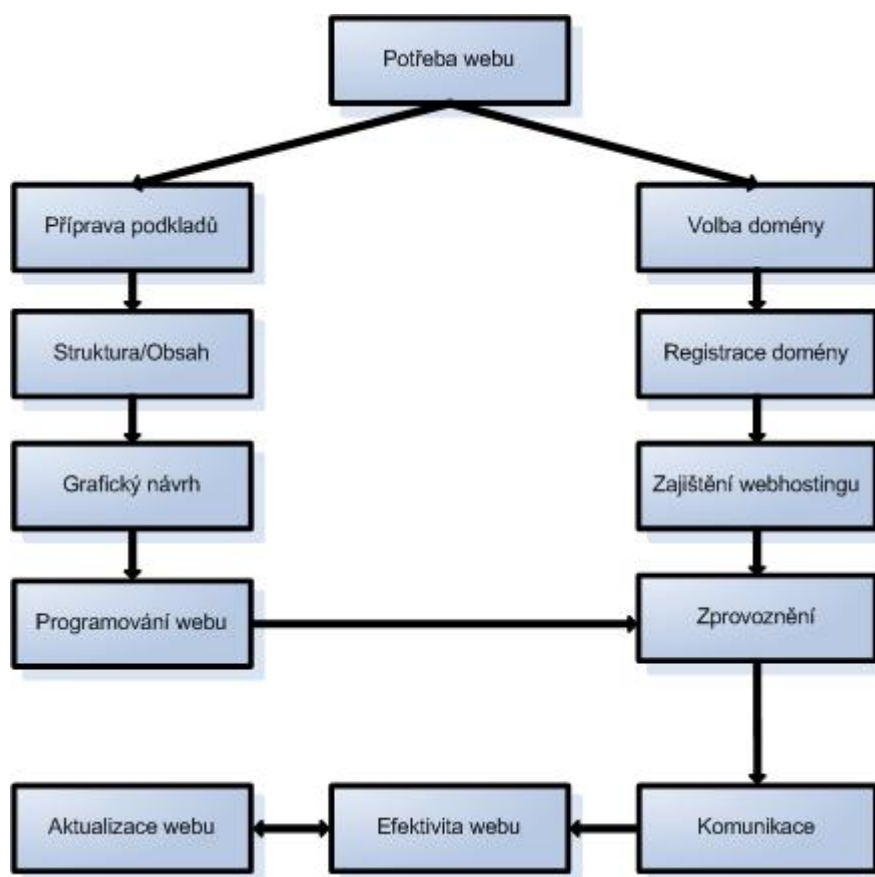 Potřeba webu
Příprava podkladů
Volba domény
Struktura/Obsah
Registrace domény
Grafický návrh
Zajištění webhostingu
Programování webu
Zprovoznění
Aktualizace webu
Efektivita webu
Komunikace